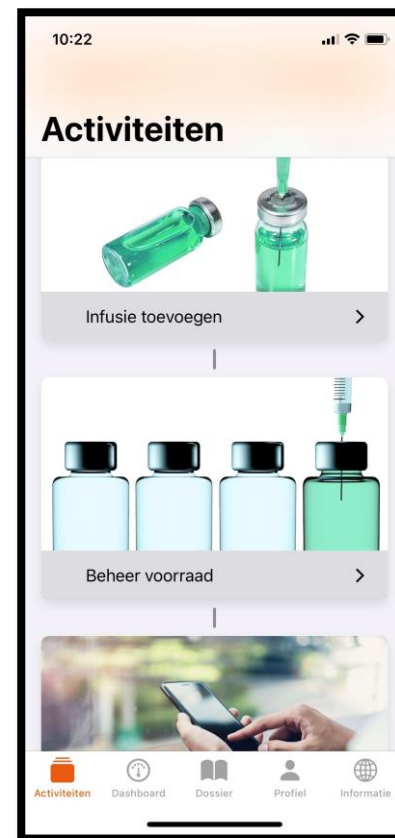 10:22
Activiteiten
Infusie toevoegen
Beheer voorraad
Activiteiten Dashboard Dossier Profiel Informatie